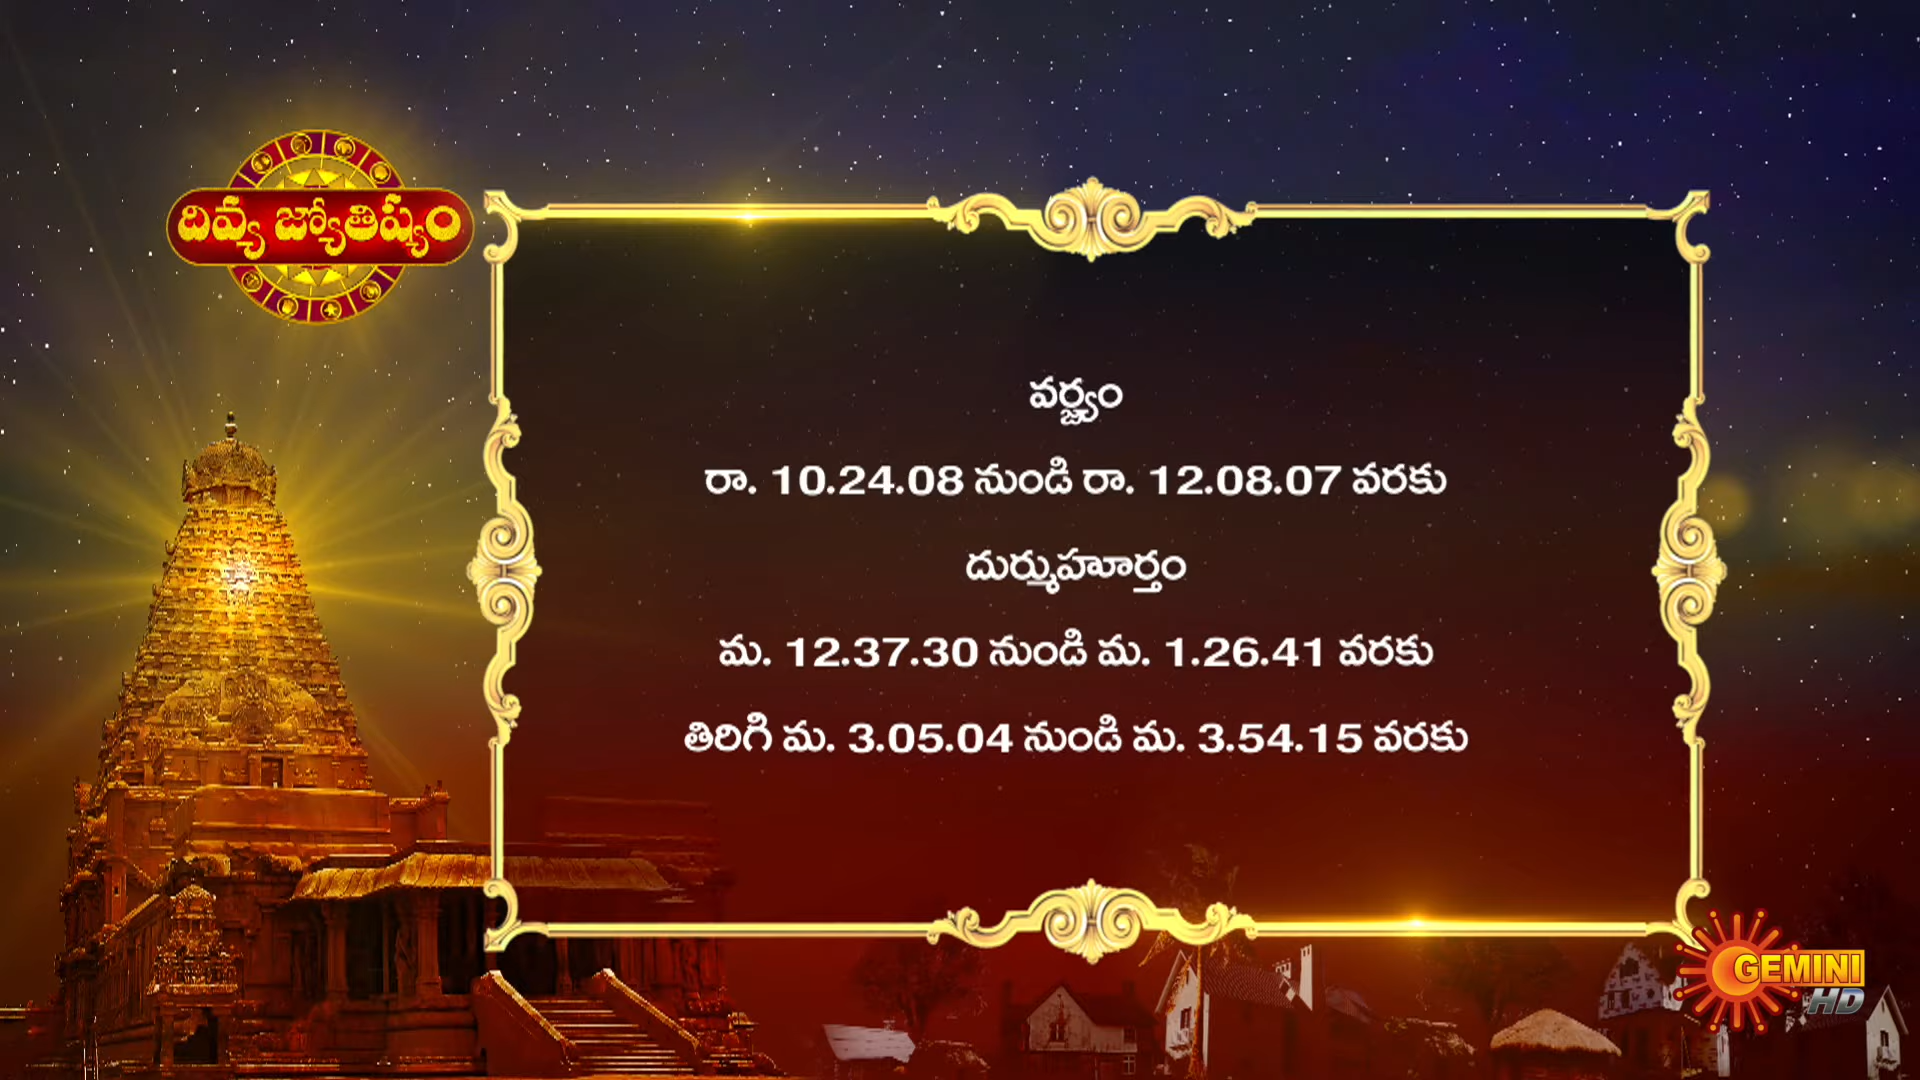 దివ్య జ్యోతిష్యం
వర్జ్యం
రా. 10.24.08 నుండి రా. 12.08.07 వరకు
దుర్ముహూర్తం
మ. 12.37.30 నుండి మ. 1.26.41 వరకు
తిరిగి మ. 3.05.04 నుండి మ. 3.54.15 వరకు
GEMINI
HD